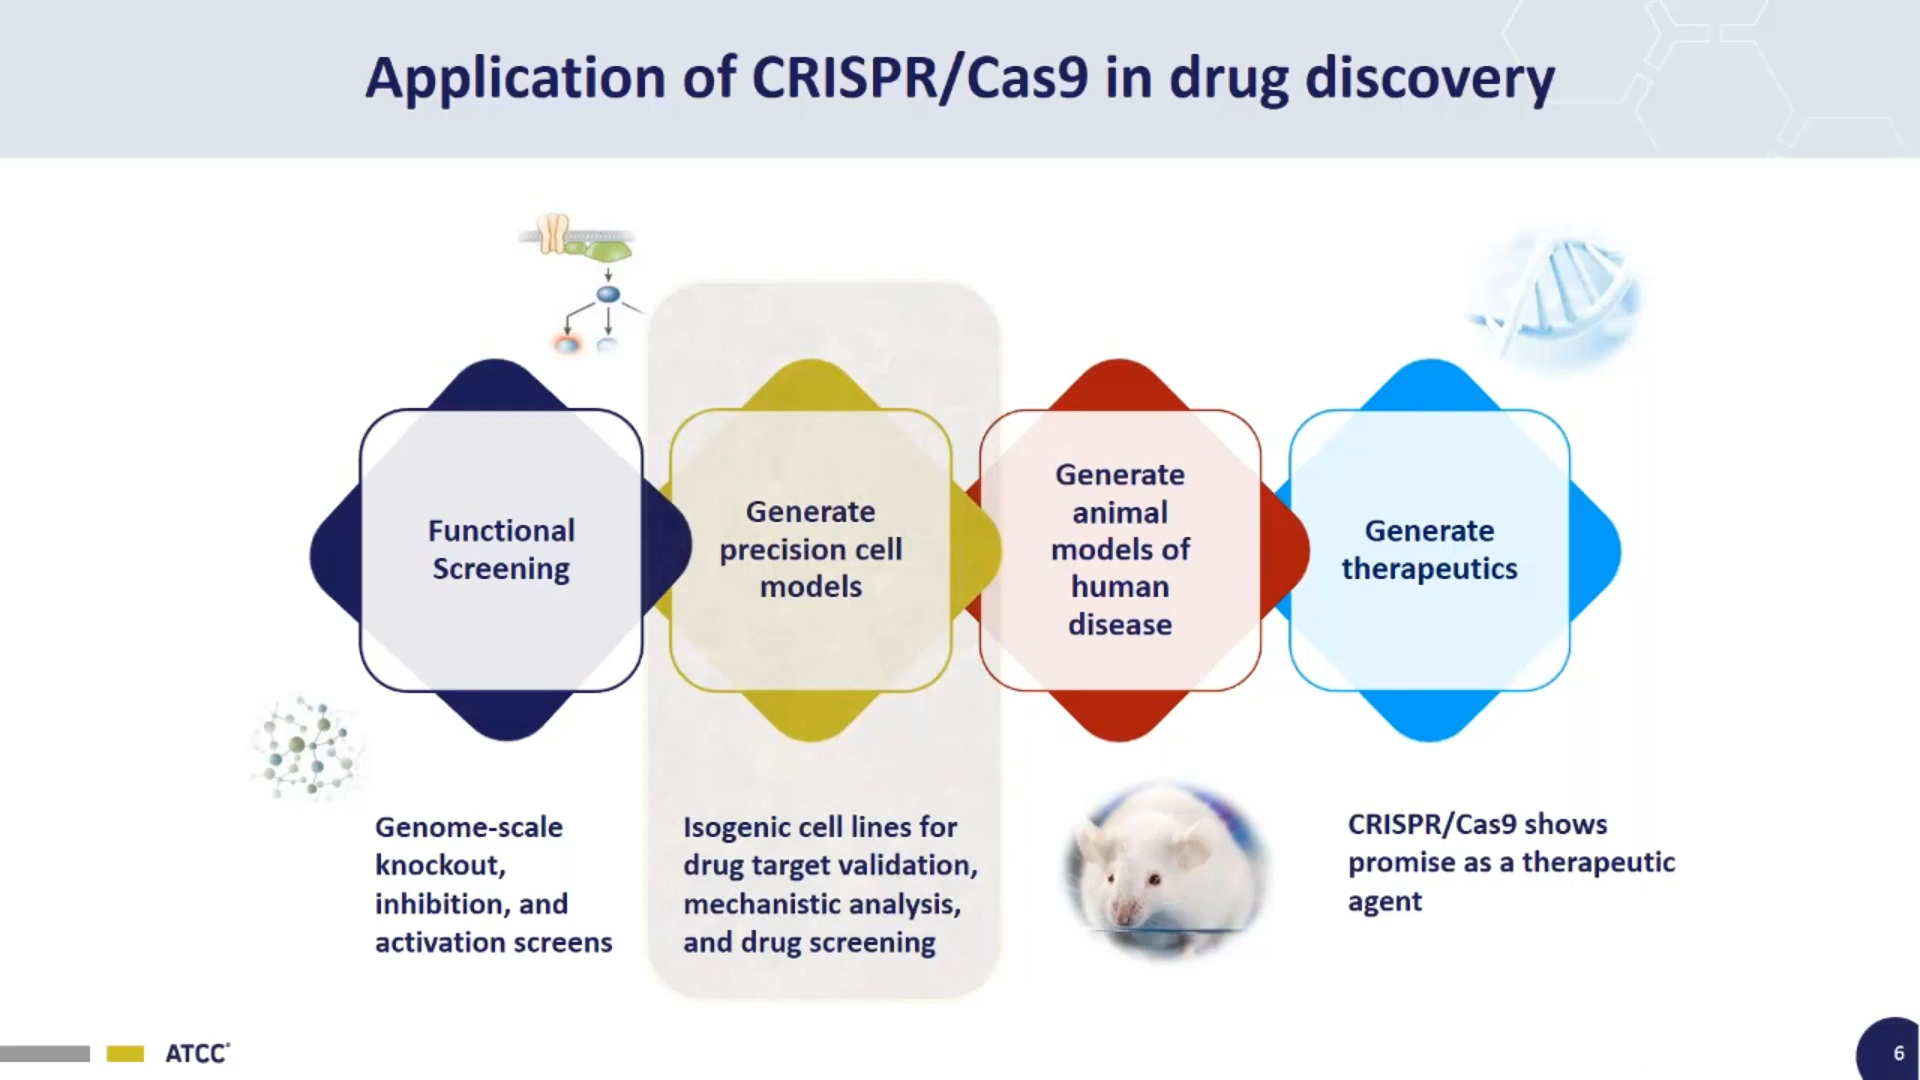 Application of CRISPR/Cas9 in drug discovery
Functional
Screening
Generate
precision cell
models
Generate
animal
models of
human
disease
Generate
therapeutics
Genome-scale
knockout,
inhibition, and
activation screens
Isogenic cell lines for
drug target validation,
mechanistic analysis,
and drug screening
CRISPR/Cas9 shows
promise as a therapeutic
agent
ATCC®
6